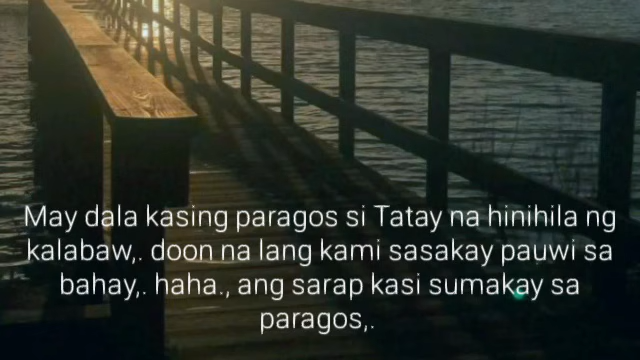 May dala kasing paragos si Tatay na hinihila ng
kalabaw,. doon na lang kami sasakay pauwi sa
bahay,. haha., ang sarap kasi sumakay sa
paragos,.